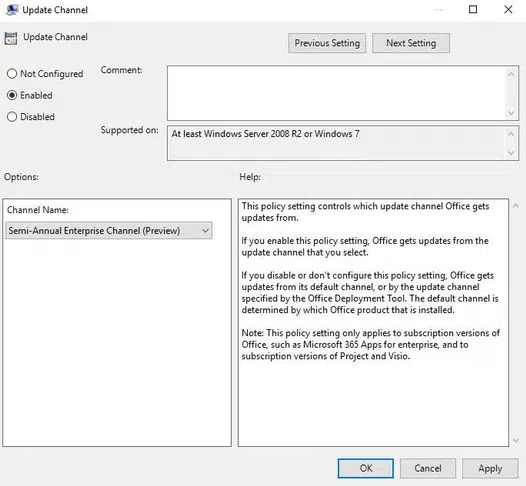 Update Channel
Update Channel
Previous Setting
Next Setting
Not Configured
Comment:
Enabled
Disabled
Supported on:
At least Windows Server 2008 R2 or Windows 7
Options:
Help:
Channel Name:
Semi-Annual Enterprise Channel (Preview)
This policy setting controls which update channel Office gets
updates from.
If you enable this policy setting, Office gets updates from the
update channel that you select.
If you disable or don't configure this policy setting, Office gets
updates from its default channel, or by the update channel
specified by the Office Deployment Tool. The default channel is
determined by which Office product that is installed.
Note: This policy setting only applies to subscription versions of
Office, such as Microsoft 365 Apps for enterprise, and to
subscription versions of Project and Visio.
OK
Cancel
Apply